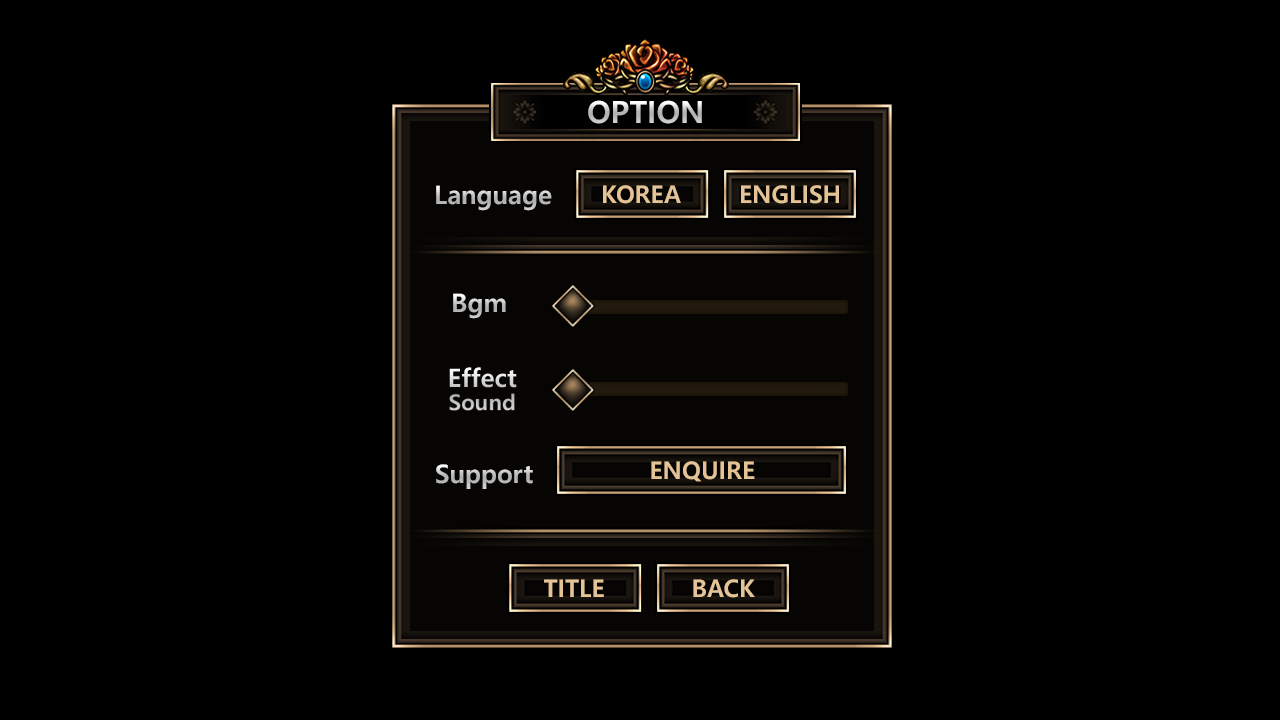 OPTION
Language KOREA ENGLISH
Bgm
Effect
Sound
Support ENQUIRE
TITLE BACK